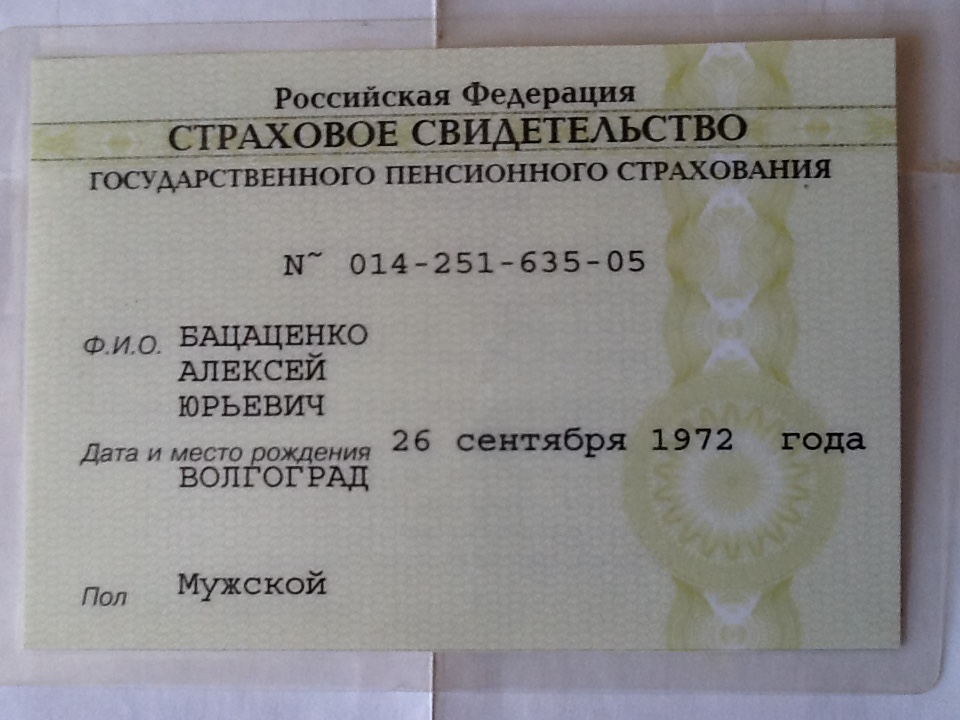 Российская Федерация
СТРАХОВОЕ СВИДЕТЕЛЬСТВО
ГОСУДАРСТВЕННОГО ПЕНСИОННОГО СТРАХОВАНИЯ
N~ 014-251-635-05
Ф.И.О. БАЦАЦЕНКО
АЛЕКСЕЙ
ЮРЬЕВИЧ
Дата и место рождения 26 сентября 1972 года
ВОЛГОГРАД
Пол Мужской